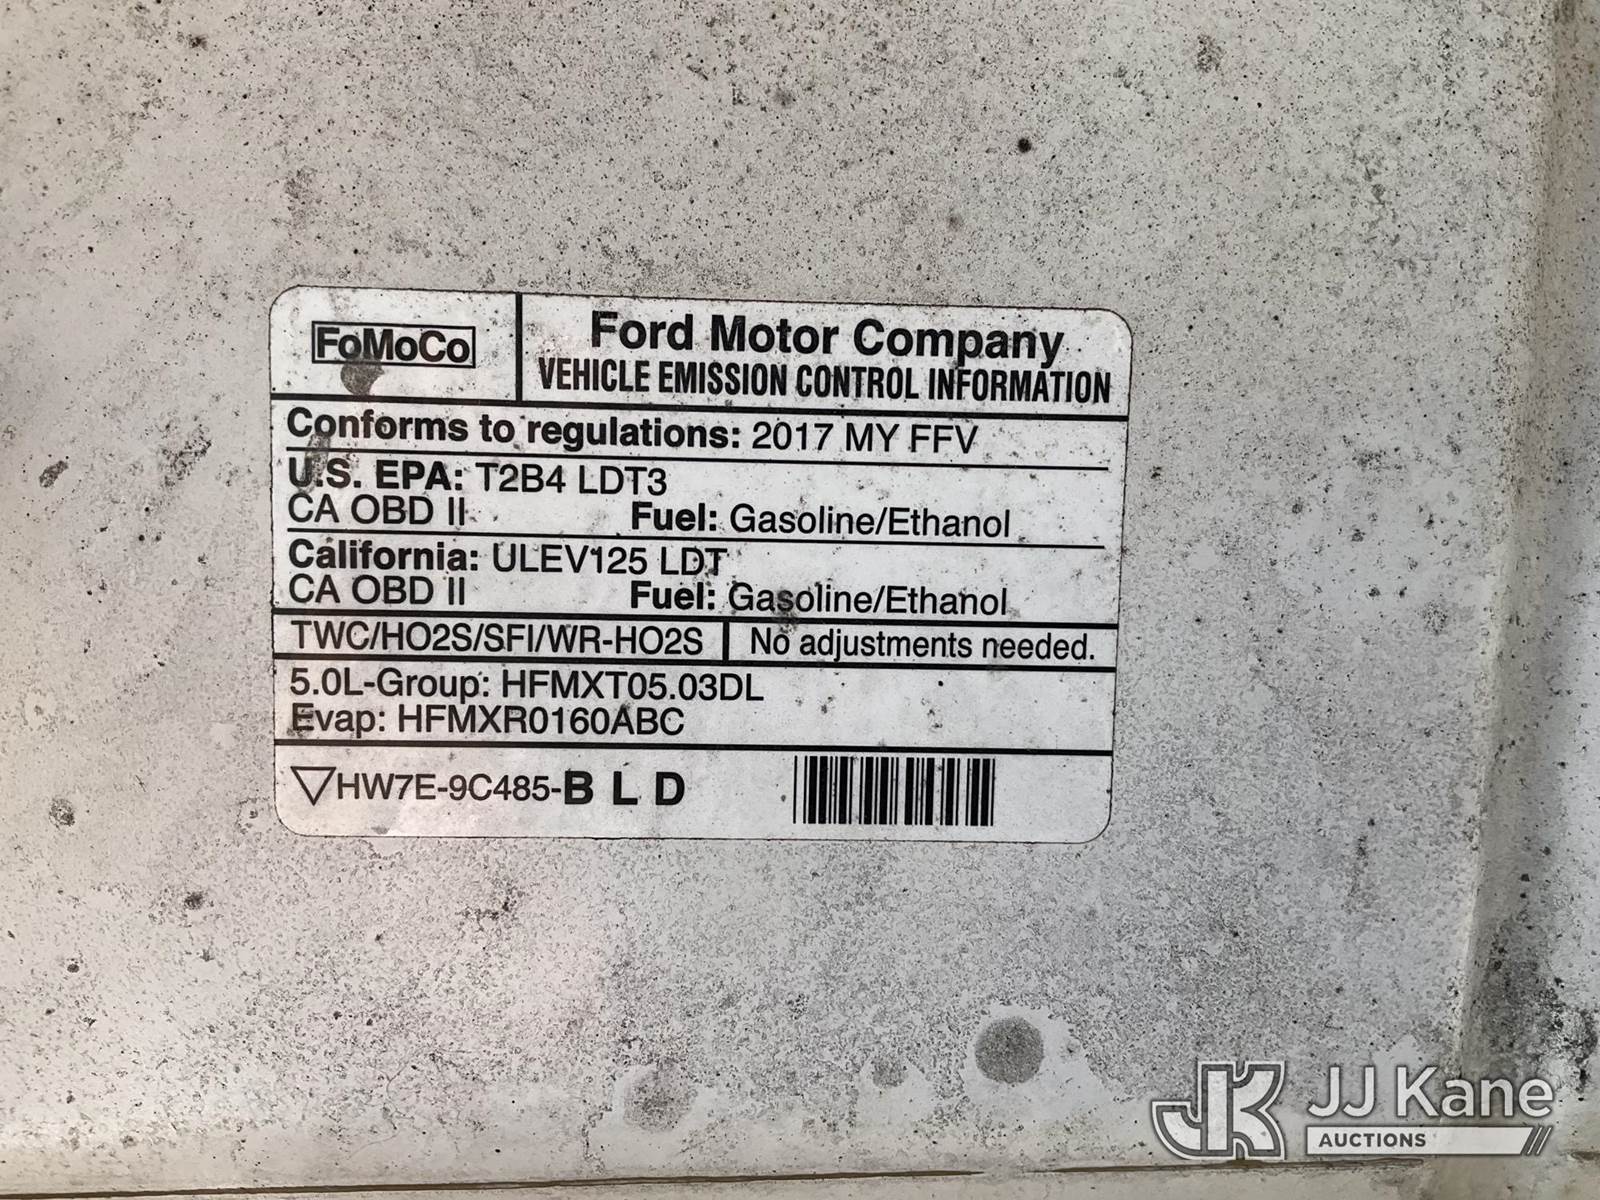 FoMoCo
Ford Motor Company
VEHICLE EMISSION CONTROL INFORMATION
Conforms to regulations: 2017 MY FFV
U.S. EPA: T2B4 LDT3
CA OBD II Fuel: Gasoline/Ethanol
California: ULEV125 LDT
CA OBD II Fuel: Gasoline/Ethanol
TWC/HO2S/SFI/WR-HO2S No adjustments needed.
5.0L-Group: HFMXT05.03DL
Evap: HFMXR0160ABC
HW7E-9C485-B L D
JK JJ Kane
AUCTIONS